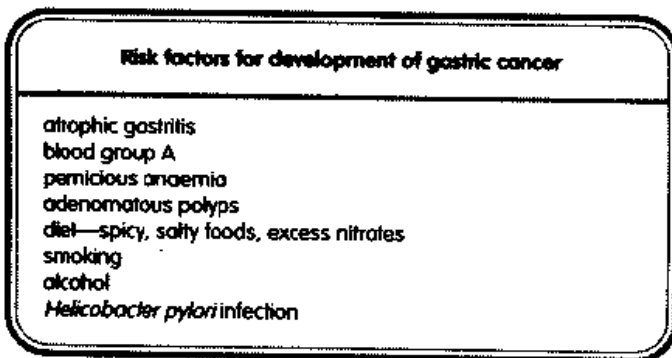 Risk factors for development of gastric cancer
atrophic gastritis
blood group A
pernicious anaemia
adenomatous polyps
diet—spicy, salty foods, excess nitrates
smoking
alcohol
Helicobacter pylori infection